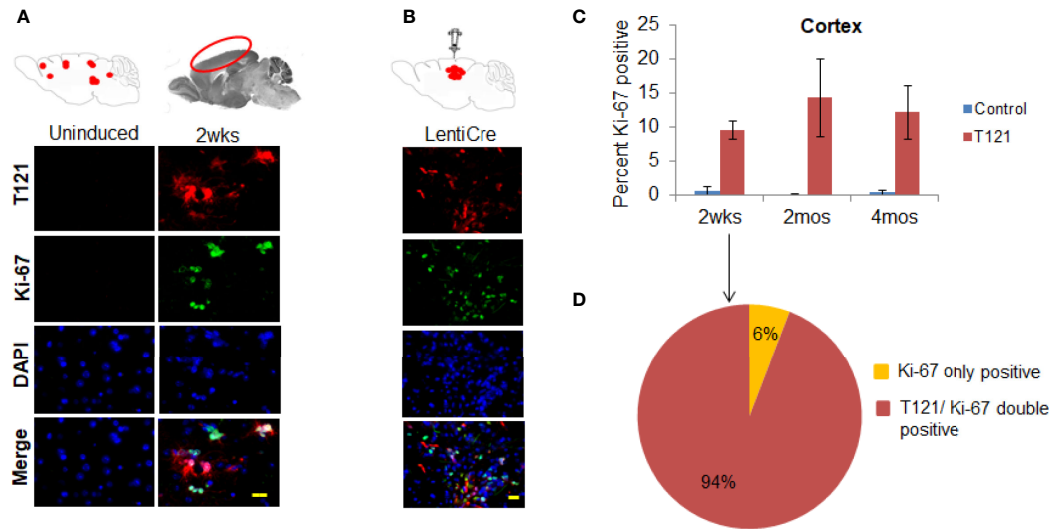 A
Uninduced
2wks
T121
Ki-67
DAPI
Merge
B
LentiCre
C
Cortex
Percent Ki-67 positive
25
20
15
10
5
0
2wks
2mos
4mos
Control
T121
D
6%
94%
Ki-67 only positive
T121/ Ki-67 double
positive